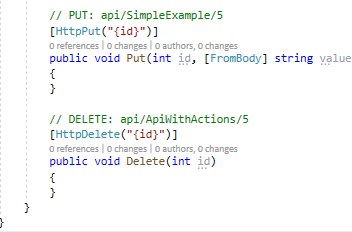 // PUT: api/SimpleExample/5
[HttpPut("{id}")]
0 references | 0 changes | 0 authors, 0 changes
public void Put(int id, [FromBody] string value
{
}
// DELETE: api/ApiWithActions/5
[HttpDelete("{id}")]
0 references | 0 changes | 0 authors, 0 changes
public void Delete(int id)
{
}
}
}